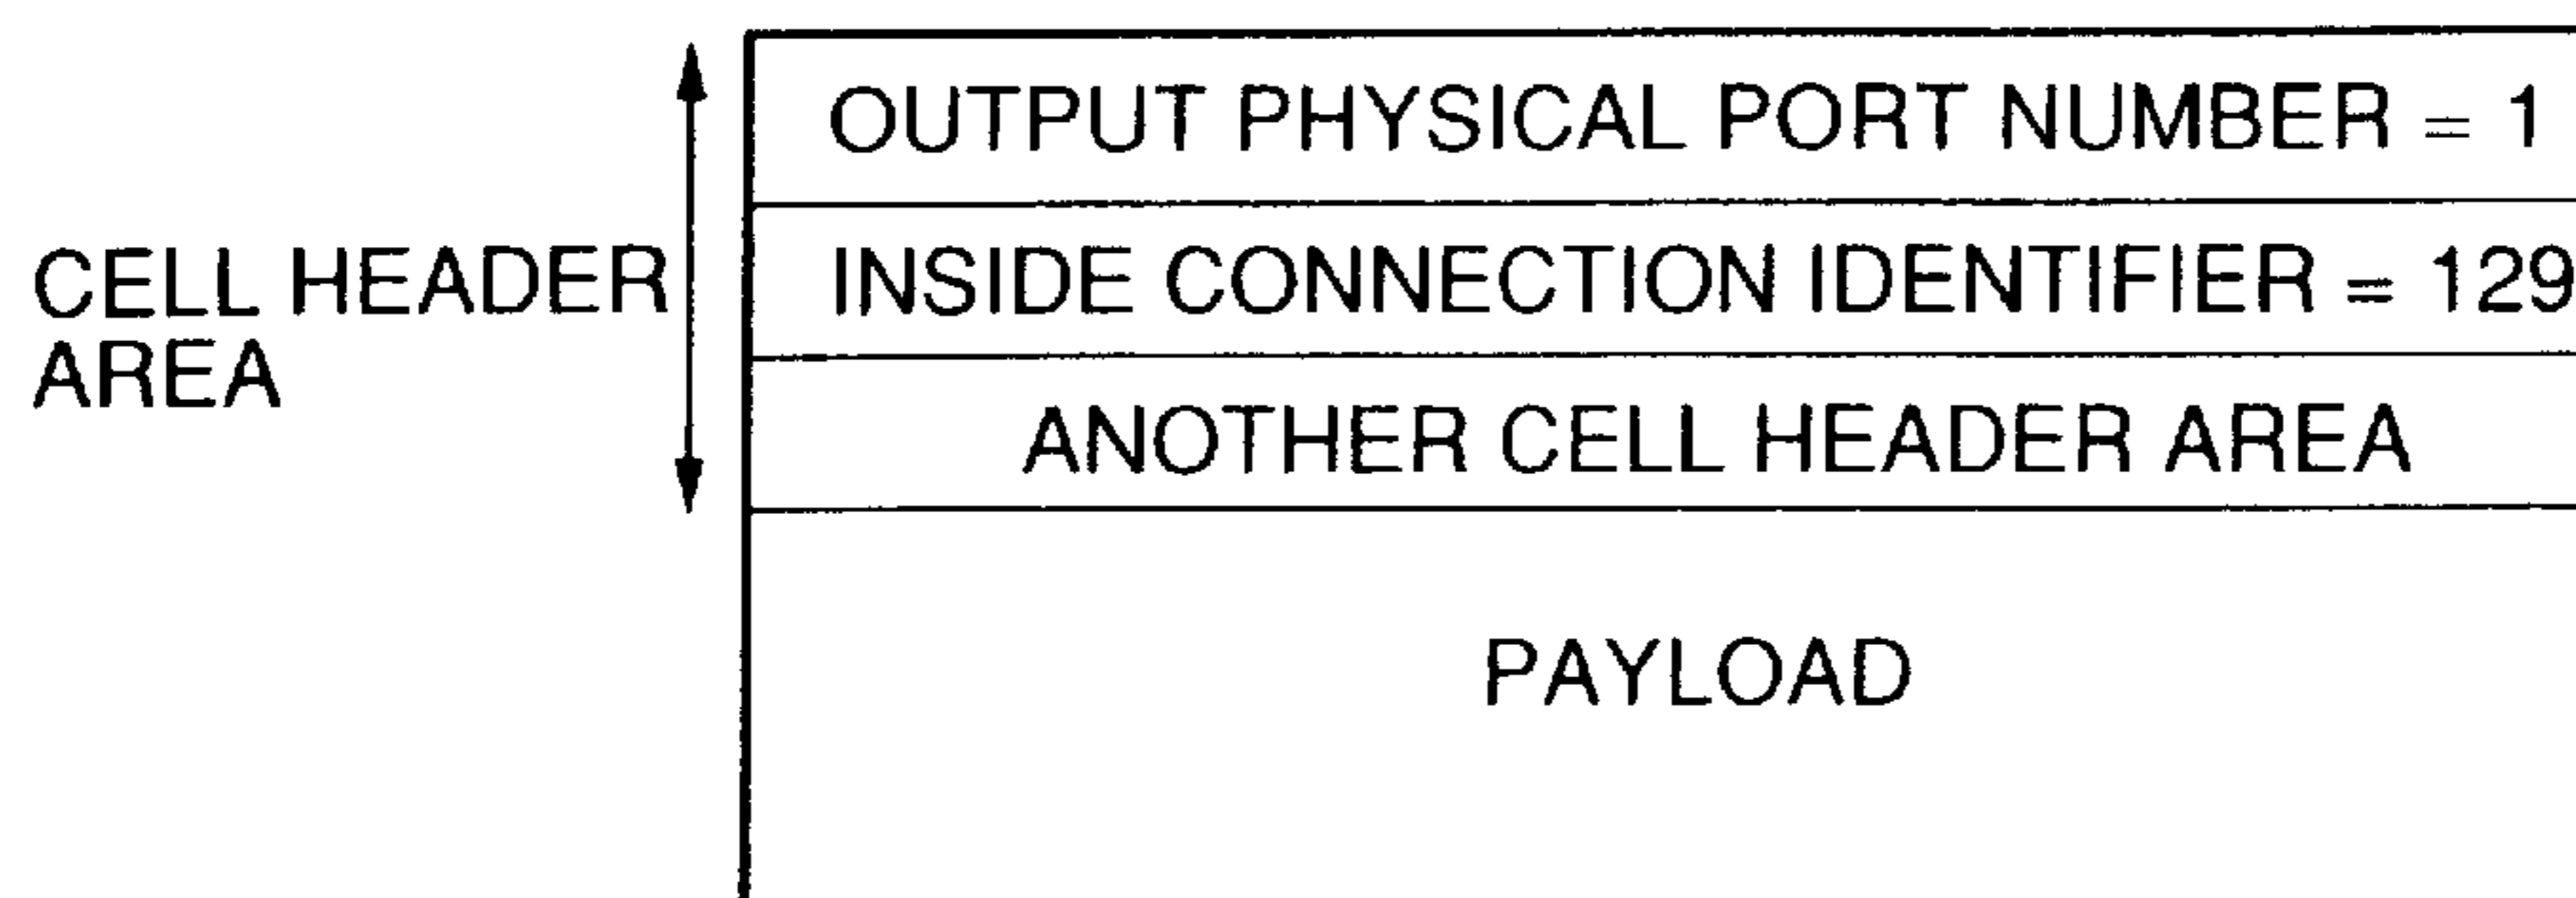 OUTPUT PHYSICAL PORT NUMBER = 1
INSIDE CONNECTION IDENTIFIER = 129
CELL HEADER
AREA
ANOTHER CELL HEADER AREA
PAYLOAD